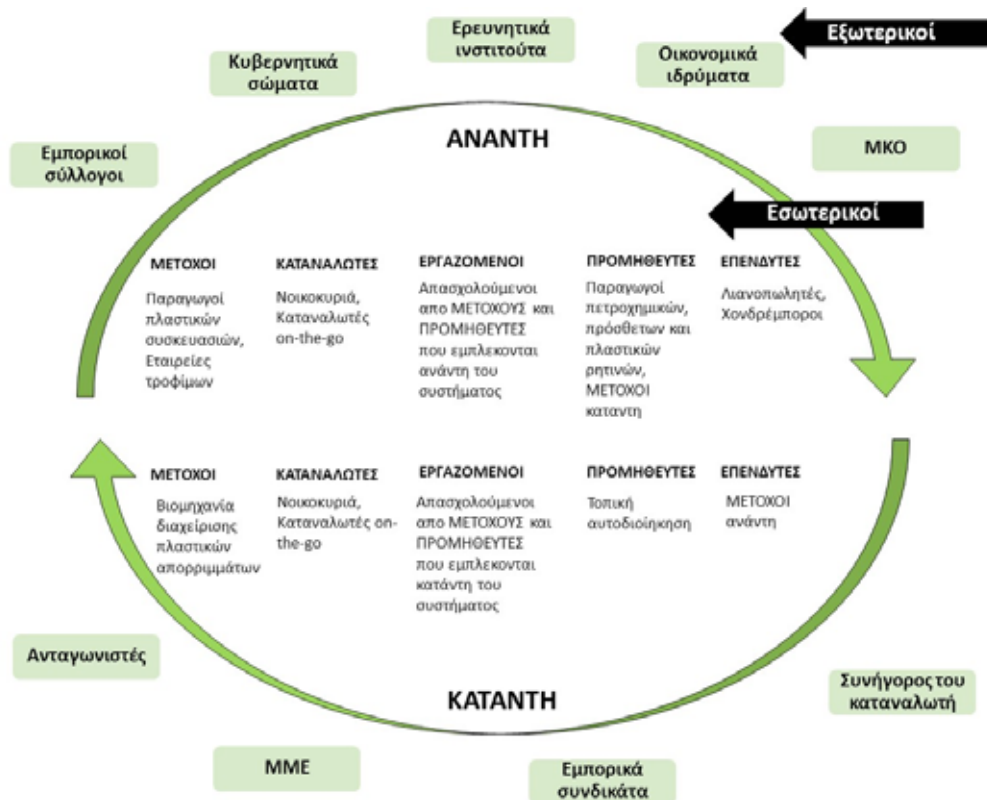 Ερευνητικά
ινστιτούτα
Εξωτερικοί
Κυβερνητικά
σώματα
Οικονομικά
ιδρύματα
ΑΝΑΝΤΗ
Εμπορικοί
σύλλογοι
ΜΚΟ
Εσωτερικοί
ΜΕΤΟΧΟΙ
Παραγωγοί
πλαστικών
συσκευασιών,
Εταιρείες
τροφίμων
ΚΑΤΑΝΑΛΩΤΕΣ
Νοικοκυριά,
Καταναλωτές
on-the-go
ΕΡΓΑΖΟΜΕΝΟΙ
Απασχολούμενοι
απο ΜΕΤΟΧΟΥΣ και
ΠΡΟΜΗΘΕΥΤΕΣ
που εμπλεκονται
ανάντη του
συστήματος
ΠΡΟΜΗΘΕΥΤΕΣ
Παραγωγοί
πετροχημικών,
πρόσθετων και
πλαστικών
ρητινών,
ΜΕΤΟΧΟΙ
καταντη
ΕΠΕΝΔΥΤΕΣ
Λιανοπωλητές,
Χονδρέμποροι
ΜΕΤΟΧΟΙ
Βιομηχανία
διαχείρισης
πλαστικών
απορριμμάτων
ΚΑΤΑΝΑΛΩΤΕΣ
Νοικοκυριά,
Καταναλωτές on-
the-go
ΕΡΓΑΖΟΜΕΝΟΙ
Απασχολούμενοι
απο ΜΕΤΟΧΟΥΣ και
ΠΡΟΜΗΘΕΥΤΕΣ
που εμπλεκονται
κατάντη του
συστήματος
ΠΡΟΜΗΘΕΥΤΕΣ
Τοπική
αυτοδιοίηκηση
ΕΠΕΝΔΥΤΕΣ
ΜΕΤΟΧΟΙ
ανάντη
Ανταγωνιστές
ΚΑΤΑΝΤΗ
Συνήγορος του
καταναλωτή
ΜΜΕ
Εμπορικά
συνδικάτα